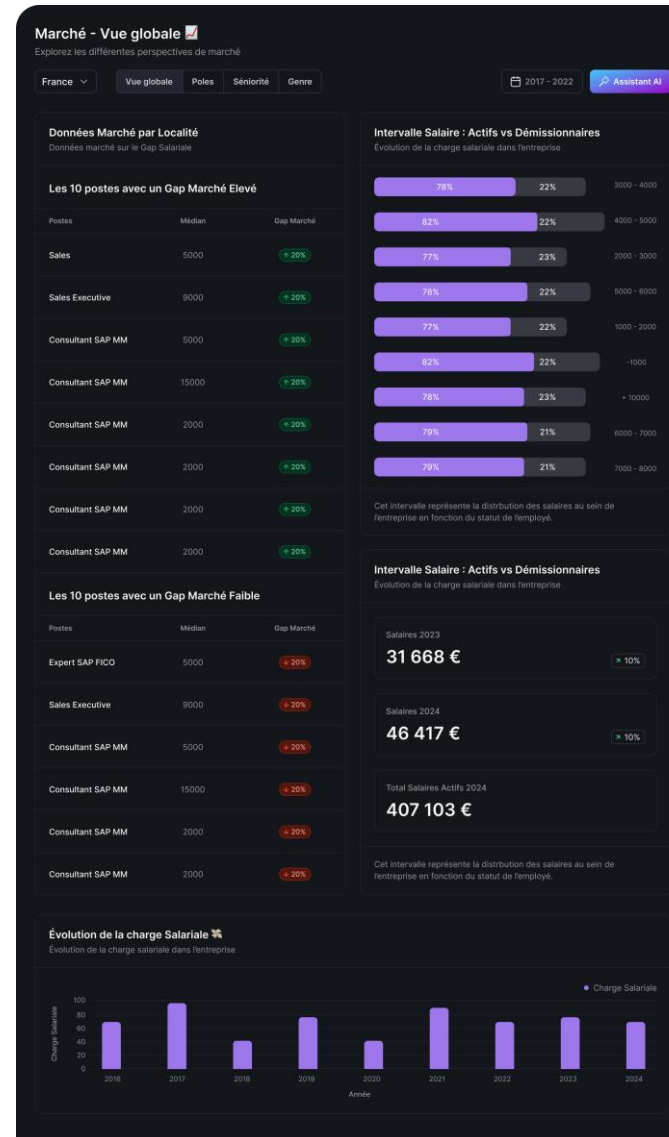 Marché - Vue globale 📈
Explorez les différentes perspectives de marché
France
Vue globale Poles Séniorité Genre
2017 - 2022
Assistant AI
Données Marché par Localité
Données marché sur le Gap Salariale
Les 10 postes avec un Gap Marché Elevé
Postes Médian Gap Marché
Sales 5000 ↑ 20%
Sales Executive 9000 ↑ 20%
Consultant SAP MM 5000 ↑ 20%
Consultant SAP MM 15000 ↑ 20%
Consultant SAP MM 2000 ↑ 20%
Consultant SAP MM 2000 ↑ 20%
Consultant SAP MM 2000 ↑ 20%
Consultant SAP MM 2000 ↑ 20%
Les 10 postes avec un Gap Marché Faible
Postes Médian Gap Marché
Expert SAP FICO 5000 ↓ 20%
Sales Executive 9000 ↓ 20%
Consultant SAP MM 5000 ↓ 20%
Consultant SAP MM 15000 ↓ 20%
Consultant SAP MM 2000 ↓ 20%
Consultant SAP MM 2000 ↓ 20%
Intervalle Salaire : Actifs vs Démissionnaires
Évolution de la charge salariale dans l'entreprise
78% 22% 3000 - 4000
82% 22% 4000 - 5000
77% 23% 2000 - 3000
78% 22% 5000 - 6000
77% 22% 1000 - 2000
82% 22% -1000
78% 23% + 10000
79% 21% 6000 - 7000
79% 21% 7000 - 8000
Cet intervalle représente la distrbution des salaires au sein de
l'entreprise en fonction du statut de l'employé.
Intervalle Salaire : Actifs vs Démissionnaires
Évolution de la charge salariale dans l'entreprise
Salaires 2023
31 668 € ↗ 10%
Salaires 2024
46 417 € ↗ 10%
Total Salaires Actifs 2024
407 103 €
Cet intervalle représente la distrbution des salaires au sein de
l'entreprise en fonction du statut de l'employé.
Évolution de la charge Salariale 💸
Évolution de la charge salariale dans l'entreprise
Charge Salariale
Charge Salariale
100
80
60
40
20
0
2016 2017 2018 2019 2020 2021 2022 2023 2024
Année